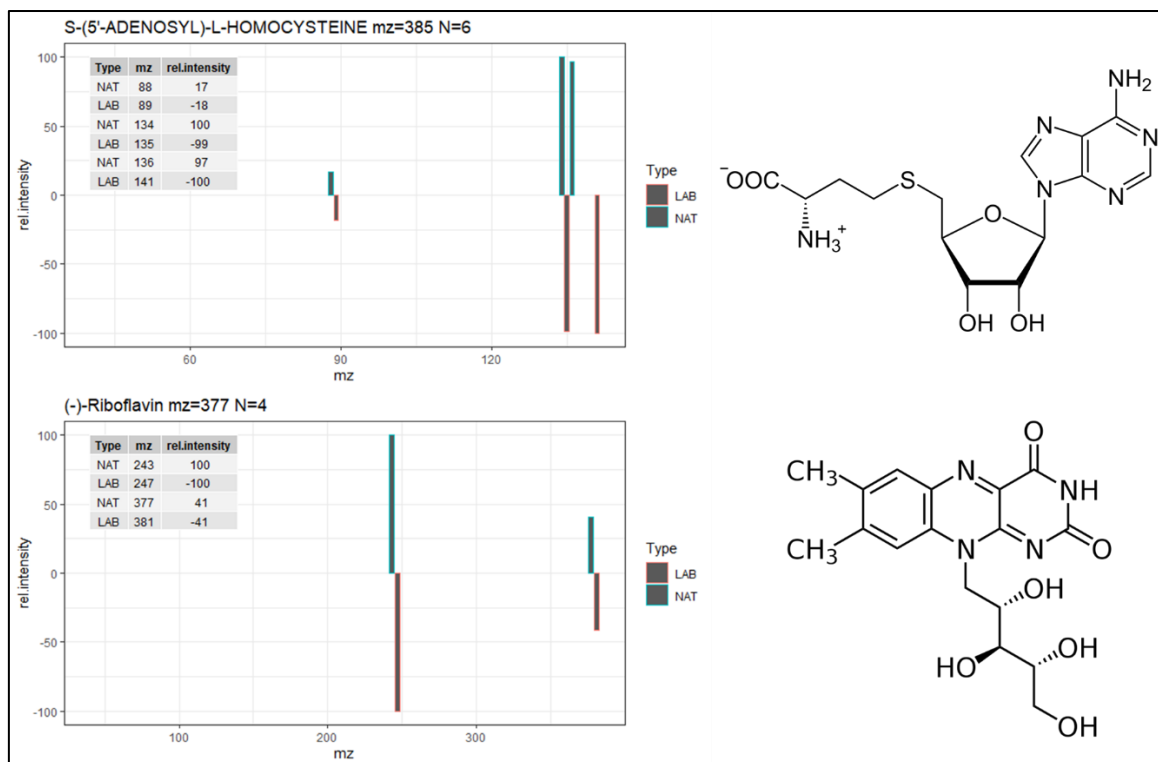 S-(5'-ADENOSYL)-L-HOMOCYSTEINE mz=385 N=6
rel.intensity
100
50
0
-50
-100
Type mz rel.intensity
NAT 88 17
LAB 89 -18
NAT 134 100
LAB 135 -99
NAT 136 97
LAB 141 -100
60 90 120
mz
Type
LAB
NAT
NH2
N
N
N
N
-OOC
S
O
NH3+
OH OH
(-)-Riboflavin mz=377 N=4
rel.intensity
100
50
0
-50
-100
Type mz rel.intensity
NAT 243 100
LAB 247 -100
NAT 377 41
LAB 381 -41
100 200 300
mz
Type
LAB
NAT
O
CH3 N NH
CH3 N N O
OH
HO OH
OH